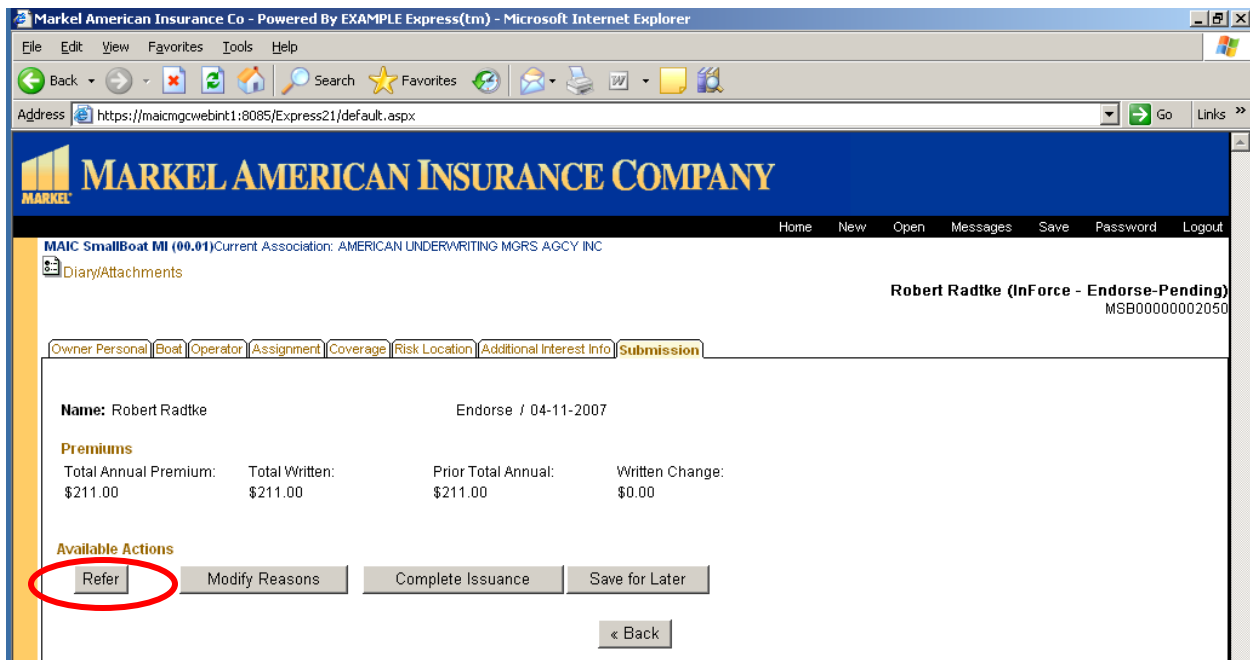 Markel American Insurance Co - Powered By EXAMPLE Express(tm) - Microsoft Internet Explorer
File Edit View Favorites Tools Help
Back Search Favorites
Address https://maicmgcwebint1:8085/Express21/default.aspx Go Links »
MARKEL MARKEL AMERICAN INSURANCE COMPANY
Home New Open Messages Save Password Logout
MAIC SmallBoat MI (00.01)Current Association: AMERICAN UNDERWRITING MGRS AGCY INC
Diary/Attachments
Robert Radtke (InForce - Endorse-Pending)
MSB00000002050
Owner Personal Boat Operator Assignment Coverage Risk Location Additional Interest Info Submission
Name: Robert Radtke Endorse / 04-11-2007
Premiums
Total Annual Premium: Total Written: Prior Total Annual: Written Change:
$211.00 $211.00 $211.00 $0.00
Available Actions
Refer Modify Reasons Complete Issuance Save for Later
« Back